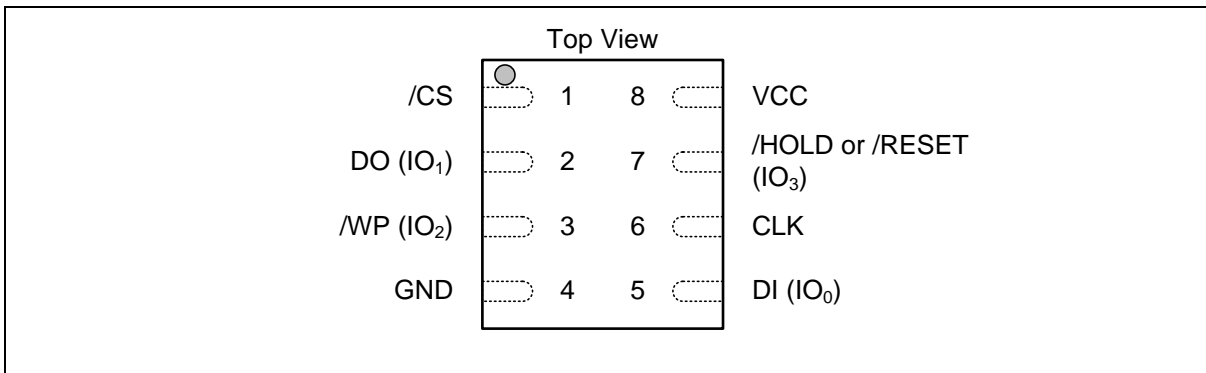 Top View
/CS 1 8 VCC
DO (IO₁) 2 7 /HOLD or /RESET
(IO₃)
/WP (IO₂) 3 6 CLK
GND 4 5 DI (IO₀)